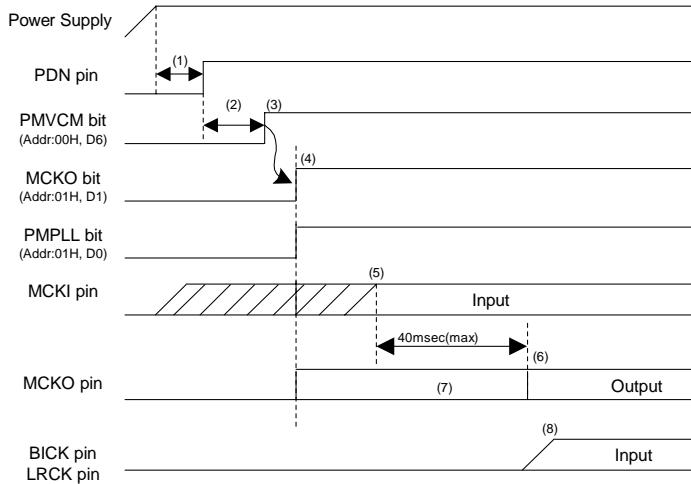 Power Supply
(1)
PDN pin
(2)
(3)
PMVCM bit
(Addr:00H, D6)
(4)
MCKO bit
(Addr:01H, D1)
PMPLL bit
(Addr:01H, D0)
(5)
MCKI pin
Input
40msec(max)
(6)
MCKO pin
(7)
Output
(8)
BICK pin
Input
LRCK pin